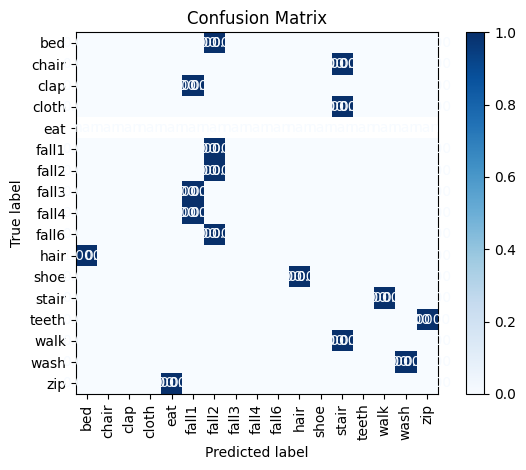 Confusion Matrix
True label
bed
chair
clap
cloth
eat
fall1
fall2
fall3
fall4
fall6
hair
shoe
stair
teeth
walk
wash
zip
bed
chair
clap
cloth
eat
fall1
fall2
fall3
fall4
fall6
hair
shoe
stair
teeth
walk
wash
zip
Predicted label
1.0
0.8
0.6
0.4
0.2
0.0